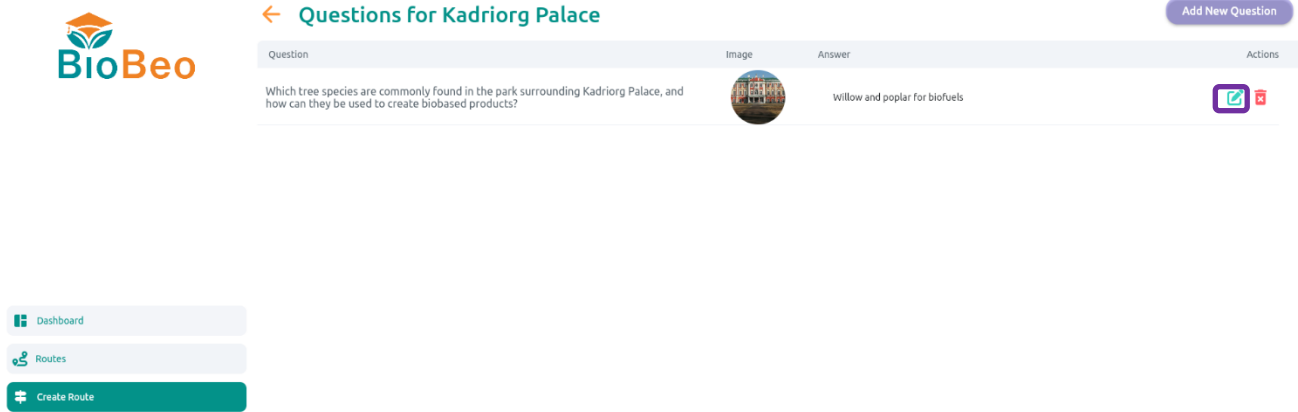 BioBeo
Questions for Kadriorg Palace
Add New Question
Question Image Answer Actions
Which tree species are commonly found in the park surrounding Kadriorg Palace, and
how can they be used to create biobased products?
Willow and poplar for biofuels
Dashboard
Routes
Create Route